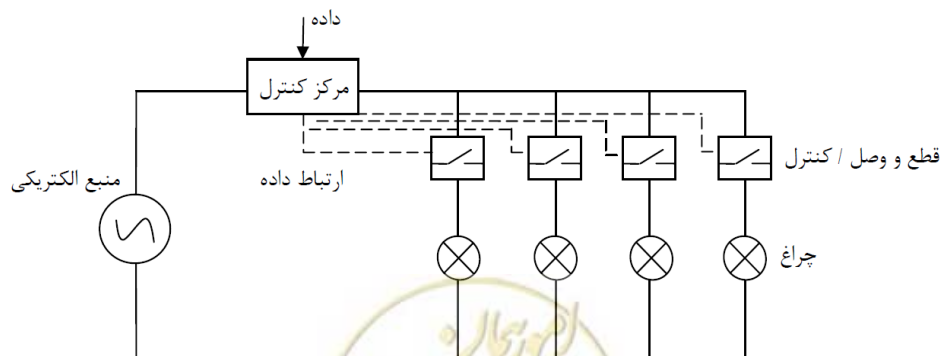 داده
مرکز کنترل
قطع و وصل / کنترل
ارتباط داده
منبع الکتریکی
چراغ